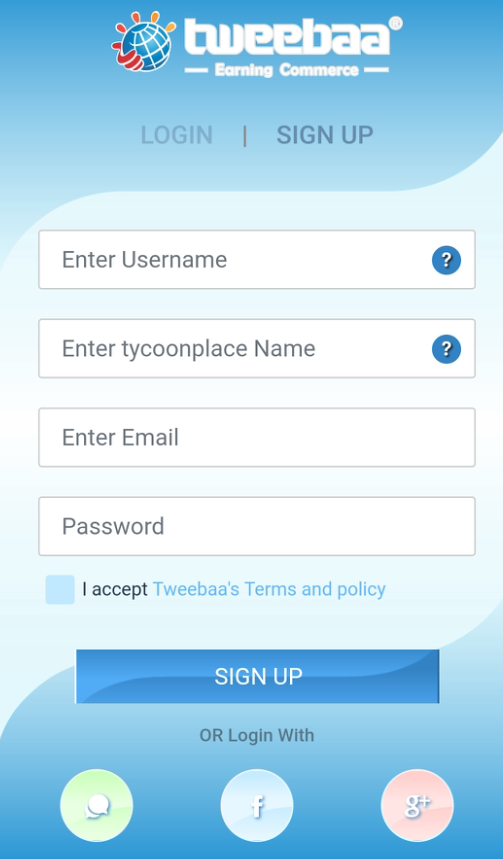 tweebaa®
Earning Commerce
LOGIN | SIGN UP
Enter Username ?
Enter tycoonplace Name ?
Enter Email
Password
I accept Tweebaa's Terms and policy
SIGN UP
OR Login With
f g+